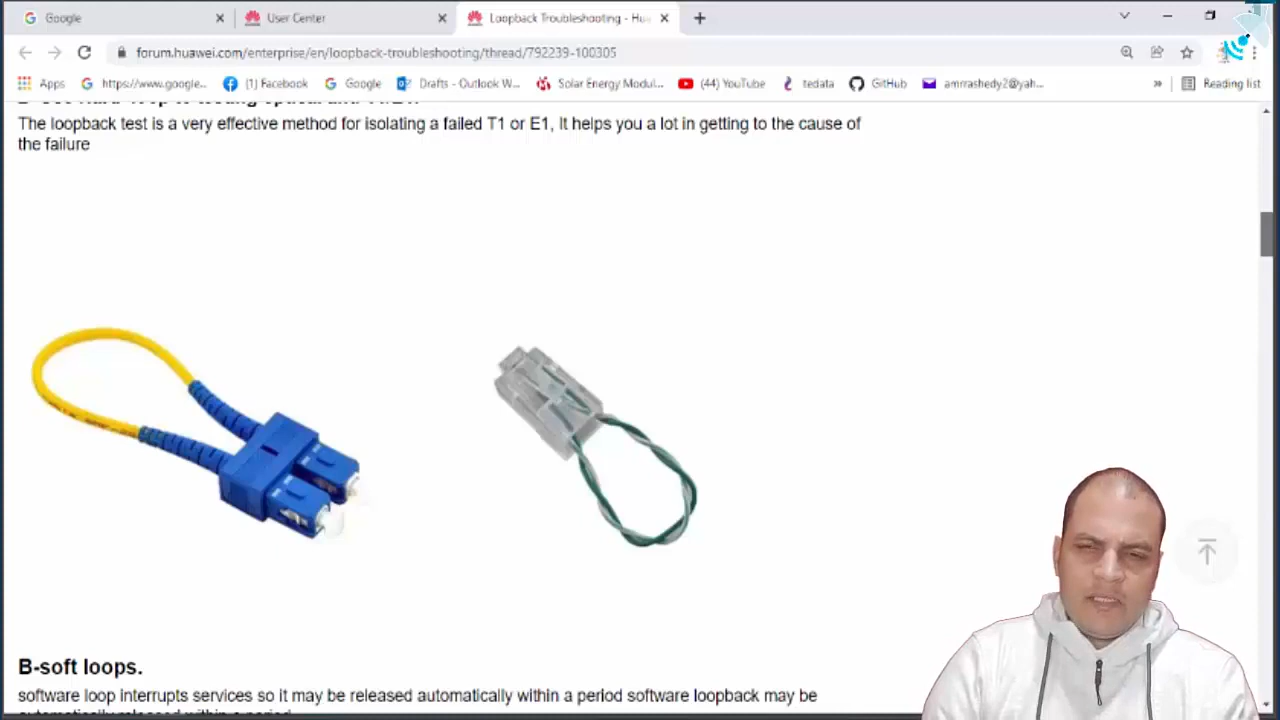 Google
User Center
Loopback Troubleshooting - Hu
forum.huawei.com/enterprise/en/loopback-troubleshooting/thread/792239-100305
Apps
https://www.google...
(1) Facebook
Google
Drafts - Outlook W...
Solar Energy Modul...
(44) YouTube
tedata
GitHub
amrrashedy2@yah...
»
Reading list
The loopback test is a very effective method for isolating a failed T1 or E1, It helps you a lot in getting to the cause of
the failure
B-soft loops.
software loop interrupts services so it may be released automatically within a period software loopback may be
automatically released within a period